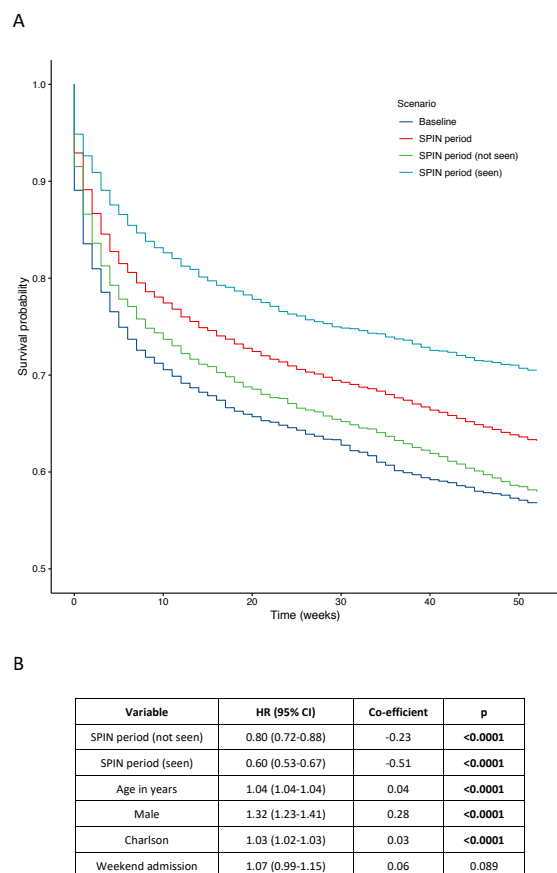 A
1.0
0.9
0.8
0.7
0.6
0.5
Survival probability
Scenario
Baseline
SPIN period
SPIN period (not seen)
SPIN period (seen)
0 10 20 30 40 50
Time (weeks)
B
Variable HR (95% CI) Co-efficient p
SPIN period (not seen) 0.80 (0.72-0.88) -0.23 <0.0001
SPIN period (seen) 0.60 (0.53-0.67) -0.51 <0.0001
Age in years 1.04 (1.04-1.04) 0.04 <0.0001
Male 1.32 (1.23-1.41) 0.28 <0.0001
Charlson 1.03 (1.02-1.03) 0.03 <0.0001
Weekend admission 1.07 (0.99-1.15) 0.06 0.089